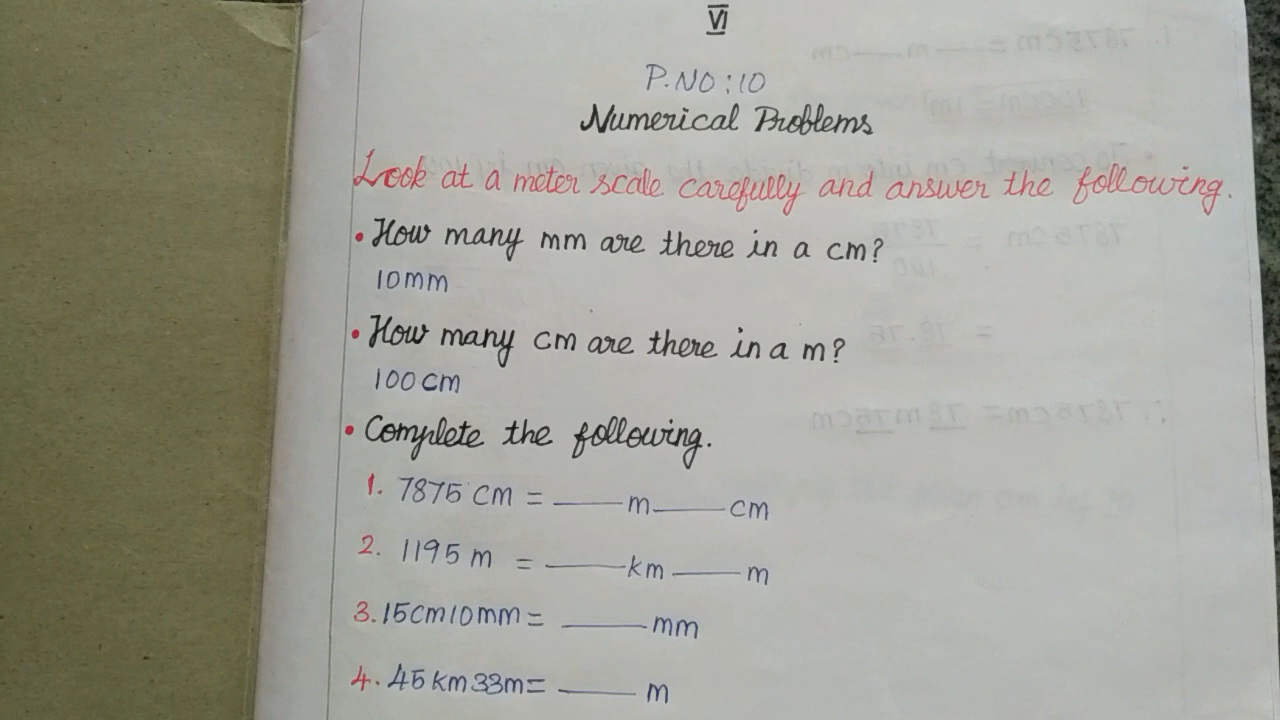 VI
P.NO:10
Numerical Problems
Look at a meter scale carefully and answer the following.
• How many mm are there in a cm?
10mm
• How many cm are there in a m?
100cm
• Complete the following.
1. 7875 cm = ____ m ____ cm
2. 1195 m = ____ km ____ m
3. 15cm10mm = ____ mm
4. 45km33m = ____ m